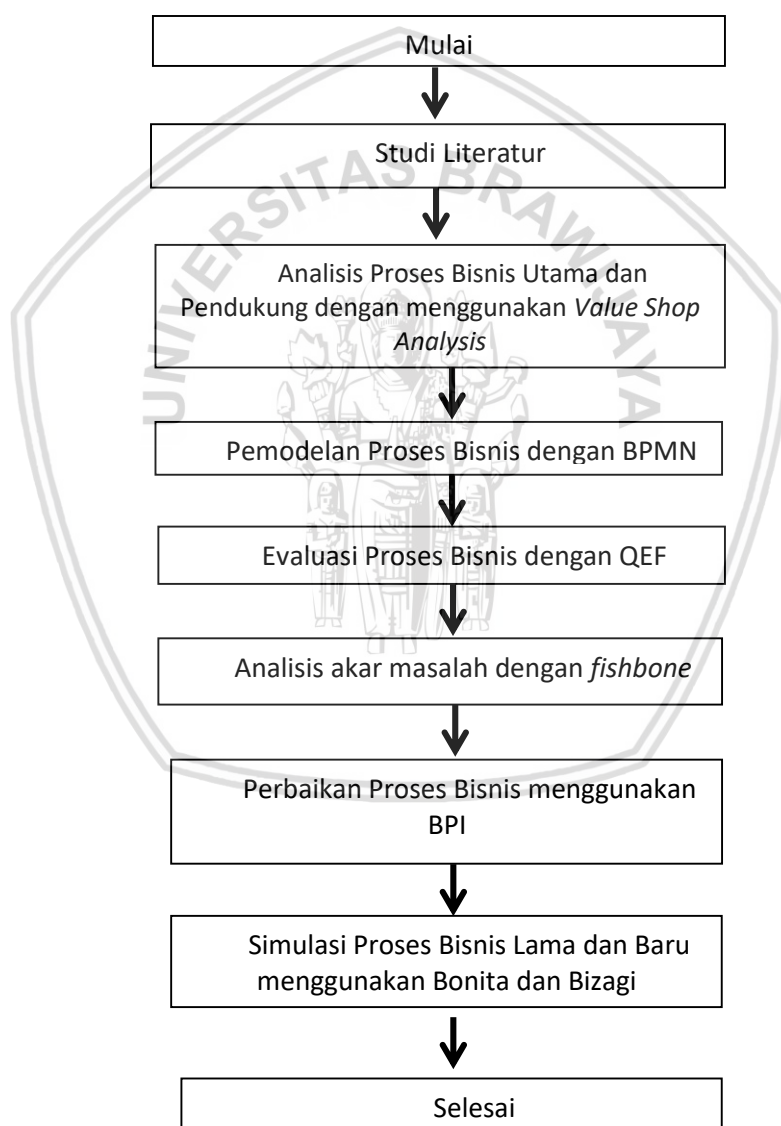 Mulai
Studi Literatur
UNIVERSITAS BRAWIJAYA
Analisis Proses Bisnis Utama dan
Pendukung dengan menggunakan Value Shop
Analysis
Pemodelan Proses Bisnis dengan BPMN
Evaluasi Proses Bisnis dengan QEF
Analisis akar masalah dengan fishbone
Perbaikan Proses Bisnis menggunakan
BPI
Simulasi Proses Bisnis Lama dan Baru
menggunakan Bonita dan Bizagi
Selesai